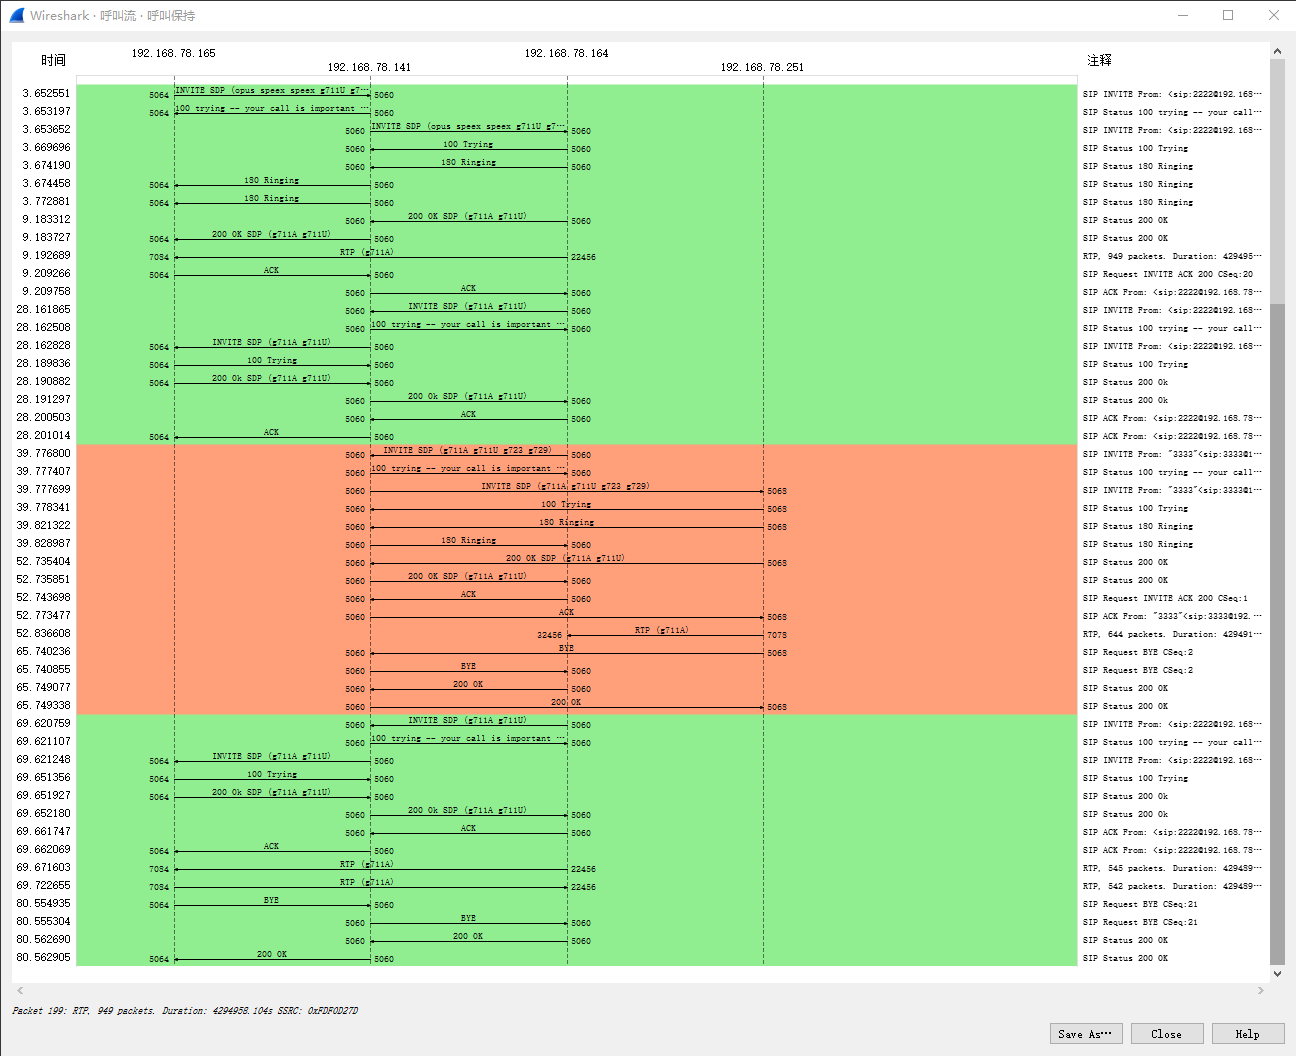 Wireshark · 呼叫流 · 呼叫保持
时间 192.168.78.165 192.168.78.141 192.168.78.164 192.168.78.251 注释
3.652551 5064 INVITE SDP (opus speex speex g711U g7··· 5060 SIP INVITE From: <sip:2222@192.168···
3.653197 5064 100 trying -- your call is important ··· 5060 SIP Status 100 trying -- your call···
3.653652 5060 INVITE SDP (opus speex speex g711U g7··· 5060 SIP INVITE From: <sip:2222@192.168···
3.669696 5060 100 Trying 5060 SIP Status 100 Trying
3.674190 5060 180 Ringing 5060 SIP Status 180 Ringing
3.674458 5064 180 Ringing 5060 SIP Status 180 Ringing
3.772881 5064 180 Ringing 5060 SIP Status 180 Ringing
9.183312 5060 200 OK SDP (g711A g711U) 5060 SIP Status 200 OK
9.183727 5064 200 OK SDP (g711A g711U) 5060 SIP Status 200 OK
9.192689 7084 RTP (g711A) 22456 RTP, 949 packets. Duration: 429495···
9.209266 5064 ACK 5060 SIP Request INVITE ACK 200 CSeq:20
9.209758 5060 ACK 5060 SIP ACK From: <sip:2222@192.168.78···
28.161865 5060 INVITE SDP (g711A g711U) 5060 SIP INVITE From: <sip:2222@192.168···
28.162508 5060 100 trying -- your call is important ··· 5060 SIP Status 100 trying -- your call···
28.162828 5064 INVITE SDP (g711A g711U) 5060 SIP INVITE From: <sip:2222@192.168···
28.189836 5064 100 Trying 5060 SIP Status 100 Trying
28.190882 5064 200 Ok SDP (g711A g711U) 5060 SIP Status 200 Ok
28.191297 5060 200 Ok SDP (g711A g711U) 5060 SIP Status 200 Ok
28.200503 5060 ACK 5060 SIP ACK From: <sip:2222@192.168.78···
28.201014 5064 ACK 5060 SIP ACK From: <sip:2222@192.168.78···
39.776800 5060 INVITE SDP (g711A g711U g723 g729) 5060 SIP INVITE From: "3333"<sip:3333@1···
39.777407 5060 100 trying -- your call is important ··· 5060 SIP Status 100 trying -- your call···
39.777699 5060 INVITE SDP (g711A g711U g723 g729) 5068 SIP INVITE From: "3333"<sip:3333@1···
39.778341 5060 100 Trying 5068 SIP Status 100 Trying
39.821322 5060 180 Ringing 5068 SIP Status 180 Ringing
39.828987 5060 180 Ringing 5060 SIP Status 180 Ringing
52.735404 5060 200 OK SDP (g711A g711U) 5068 SIP Status 200 OK
52.735851 5060 200 OK SDP (g711A g711U) 5060 SIP Status 200 OK
52.743698 5060 ACK 5060 SIP Request INVITE ACK 200 CSeq:1
52.773477 5060 ACK 5068 SIP ACK From: "3333"<sip:3333@192.···
52.836608 32456 RTP (g711A) 7078 RTP, 644 packets. Duration: 429491···
65.740236 5060 BYE 5068 SIP Request BYE CSeq:2
65.740855 5060 BYE 5060 SIP Request BYE CSeq:2
65.749077 5060 200 OK 5060 SIP Status 200 OK
65.749338 5060 200 OK 5068 SIP Status 200 OK
69.620759 5060 INVITE SDP (g711A g711U) 5060 SIP INVITE From: <sip:2222@192.168···
69.621107 5060 100 trying -- your call is important ··· 5060 SIP Status 100 trying -- your call···
69.621248 5064 INVITE SDP (g711A g711U) 5060 SIP INVITE From: <sip:2222@192.168···
69.651356 5064 100 Trying 5060 SIP Status 100 Trying
69.651927 5064 200 Ok SDP (g711A g711U) 5060 SIP Status 200 Ok
69.652180 5060 200 Ok SDP (g711A g711U) 5060 SIP Status 200 Ok
69.661747 5060 ACK 5060 SIP ACK From: <sip:2222@192.168.78···
69.662069 5064 ACK 5060 SIP ACK From: <sip:2222@192.168.78···
69.671603 7084 RTP (g711A) 22456 RTP, 545 packets. Duration: 429489···
69.722655 7084 RTP (g711A) 22456 RTP, 542 packets. Duration: 429489···
80.554935 5064 BYE 5060 SIP Request BYE CSeq:21
80.555304 5060 BYE 5060 SIP Request BYE CSeq:21
80.562690 5060 200 OK 5060 SIP Status 200 OK
80.562905 5064 200 OK 5060 SIP Status 200 OK
Packet 199: RTP, 949 packets. Duration: 4294958.104s SSRC: 0xFDF0D27D
Save As··· Close Help